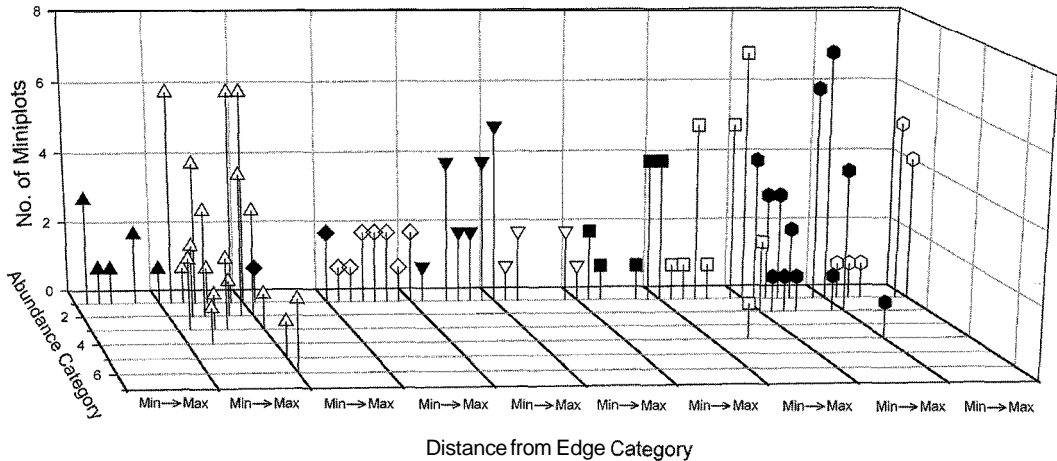 8
6
4
2
0
No. of Miniplots
2
4
6
Abundance Category
Min→Max Min→Max Min→Max Min→Max Min→Max Min→Max Min→Max Min→Max Min→Max Min→Max
Distance from Edge Category